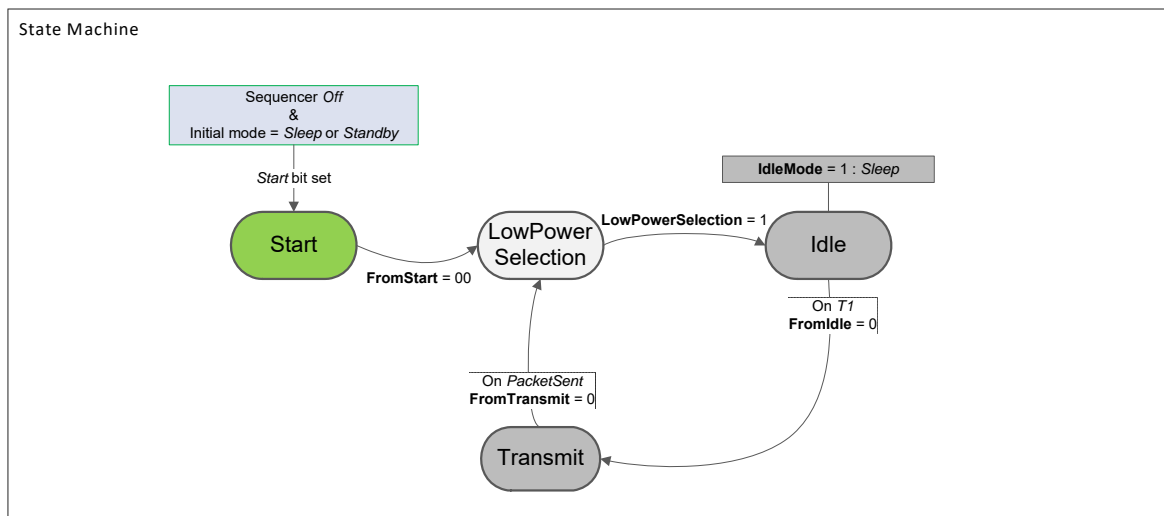 State Machine
Sequencer Off
&
Initial mode = Sleep or Standby
Start bit set
IdleMode = 1 : Sleep
Start
LowPower
Selection
LowPowerSelection = 1
Idle
FromStart = 00
On T1
FromIdle = 0
On PacketSent
FromTransmit = 0
Transmit